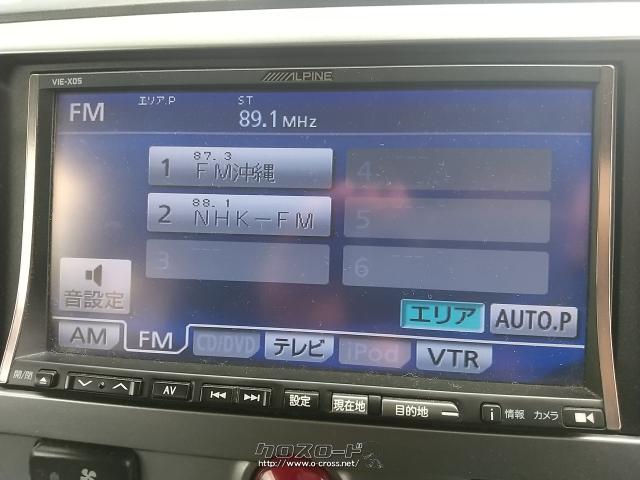 VIE-X05
ALPINE
FM
エリア.P
ST
89.1 MHz
1 87.3 FM沖縄
4
2 88.1 NHK-FM
5
3
6
音設定
エリア
AUTO.P
AM
FM
CD/DVD
テレビ
iPod
VTR
開/閉
AV
設定
現在地
目的地
i 情報
カメラ
クロスロード
http://www.o-cross.net/